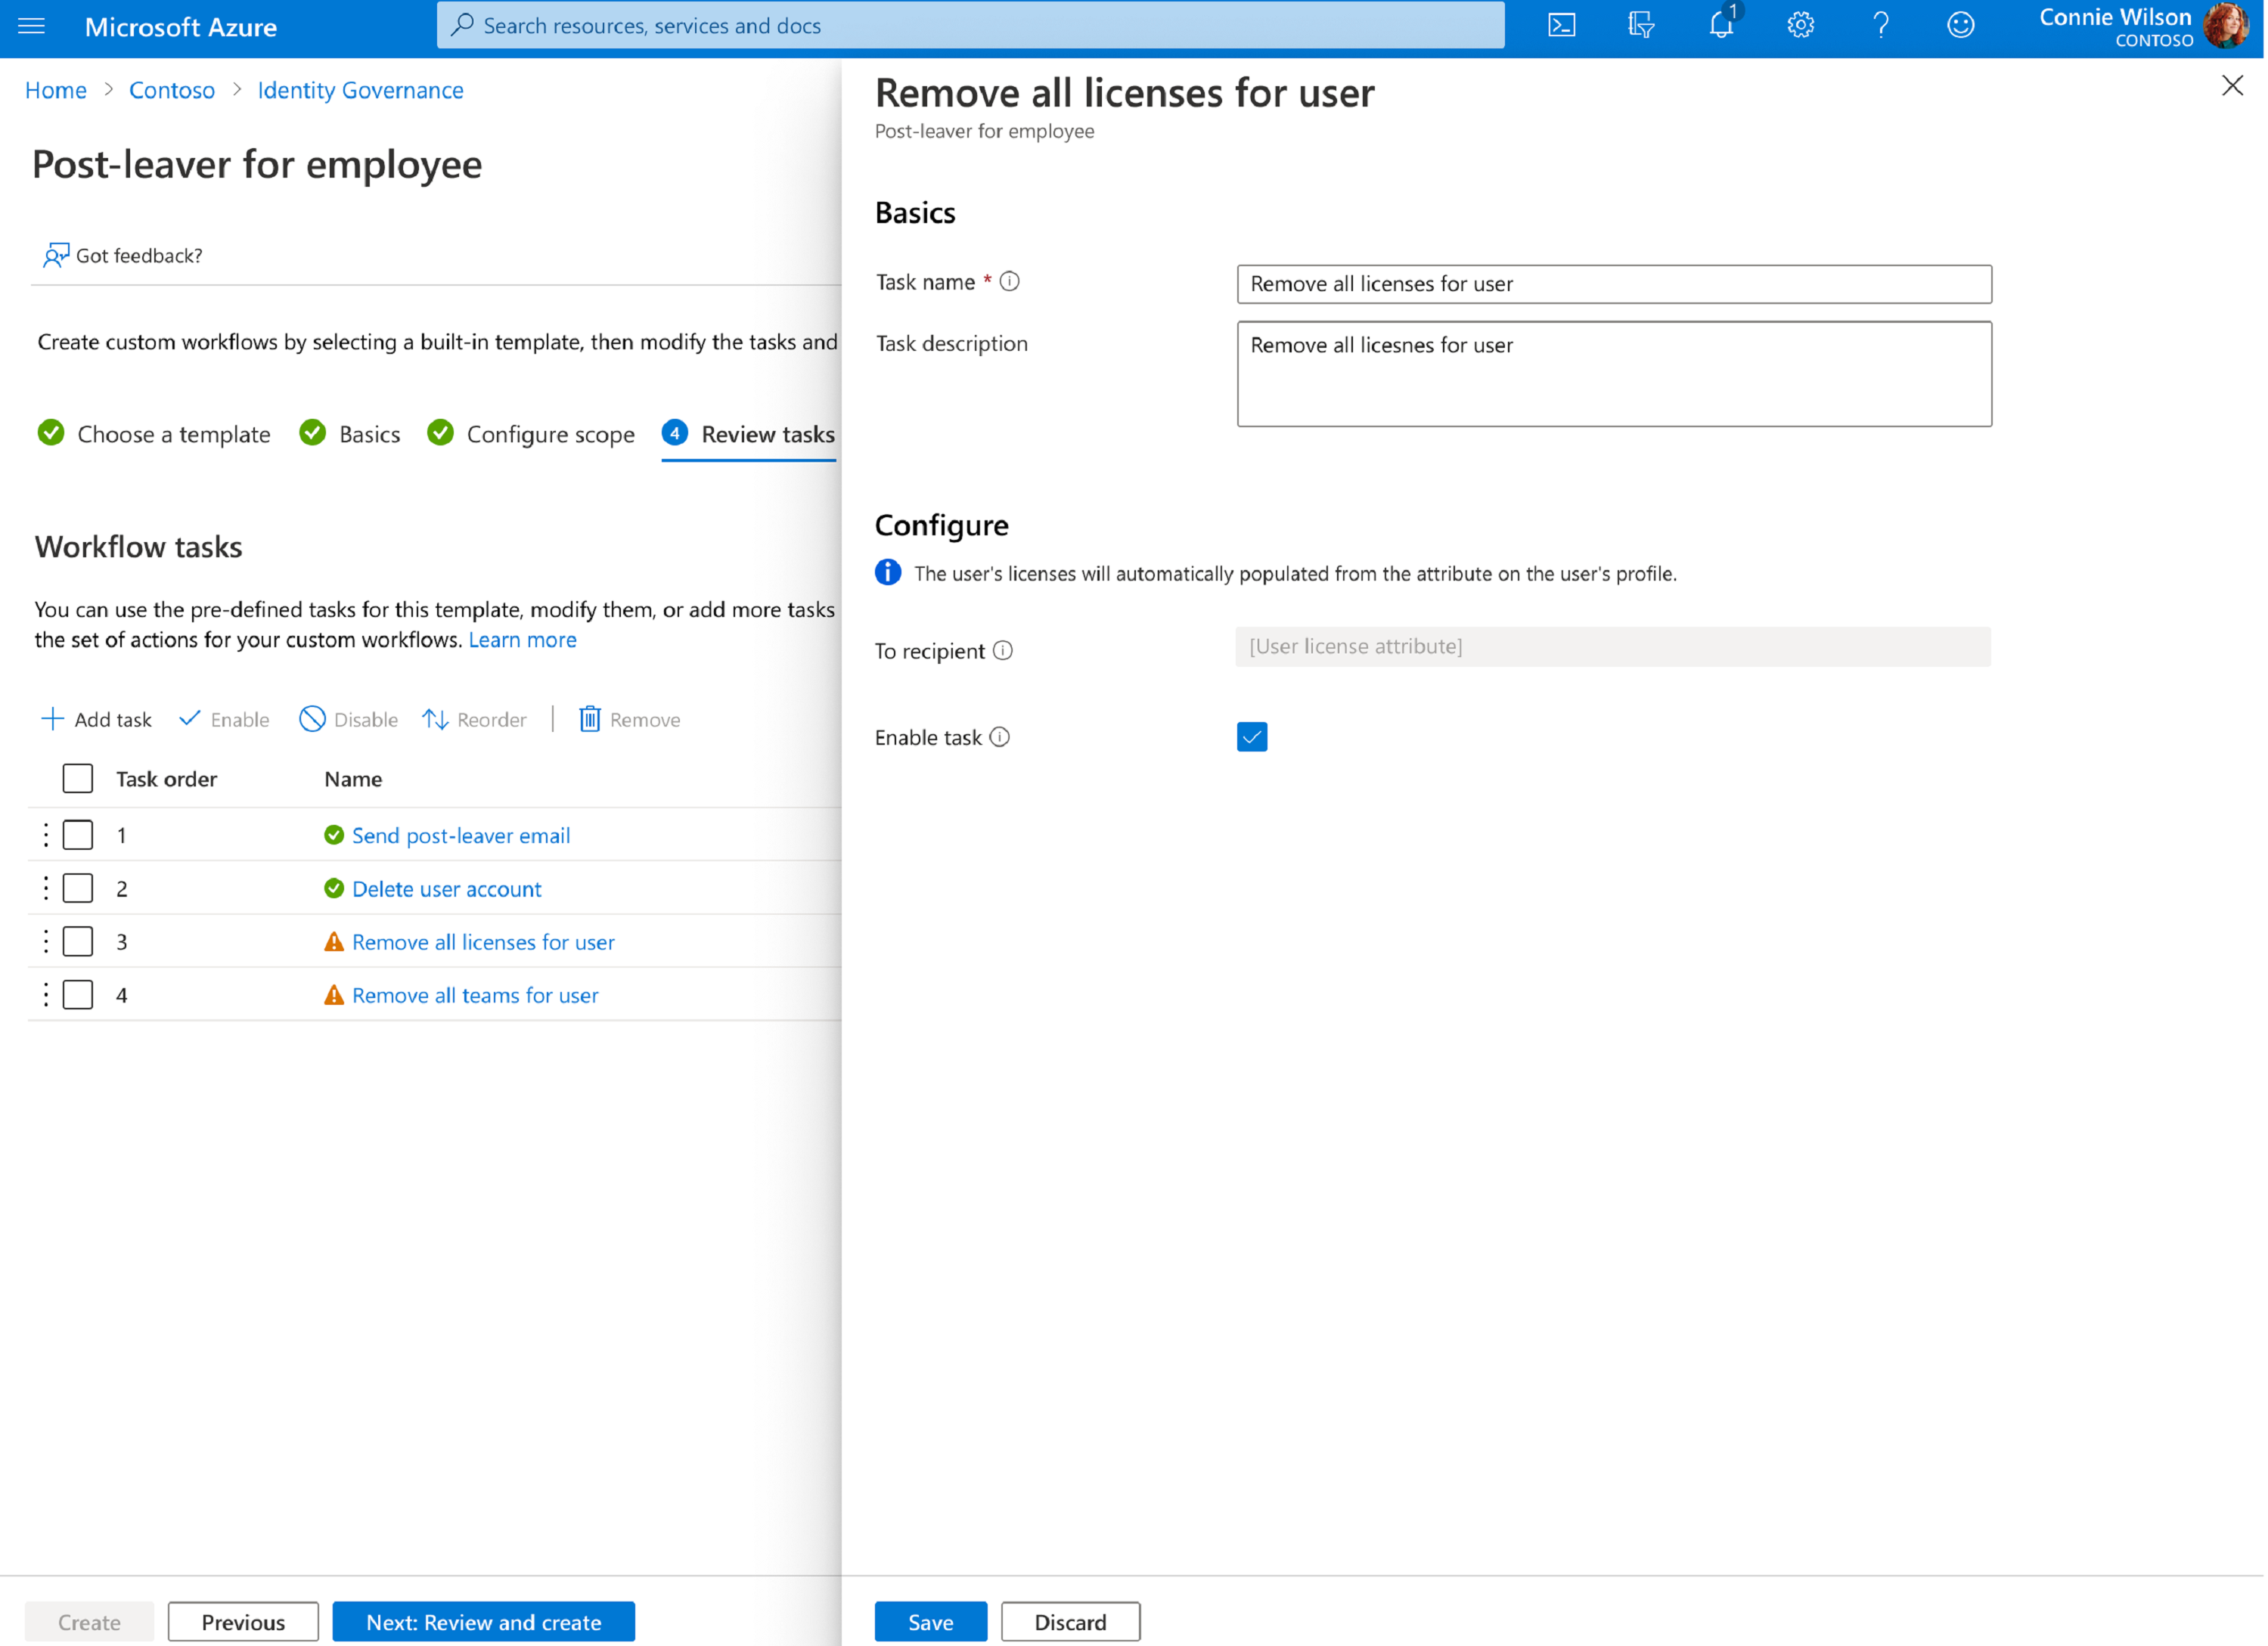 Microsoft Azure
Search resources, services and docs
1
Connie Wilson
CONTOSO
Home > Contoso > Identity Governance
Post-leaver for employee
Got feedback?
Create custom workflows by selecting a built-in template, then modify the tasks and
Choose a template
Basics
Configure scope
4 Review tasks
Workflow tasks
You can use the pre-defined tasks for this template, modify them, or add more tasks
the set of actions for your custom workflows. Learn more
Add task
Enable
Disable
Reorder
Remove
Task order Name
1 Send post-leaver email
2 Delete user account
3 Remove all licenses for user
4 Remove all teams for user
Create
Previous
Next: Review and create
Remove all licenses for user
Post-leaver for employee
Basics
Task name *
Remove all licenses for user
Task description
Remove all licesnes for user
Configure
The user's licenses will automatically populated from the attribute on the user's profile.
To recipient
[User license attribute]
Enable task
Save
Discard